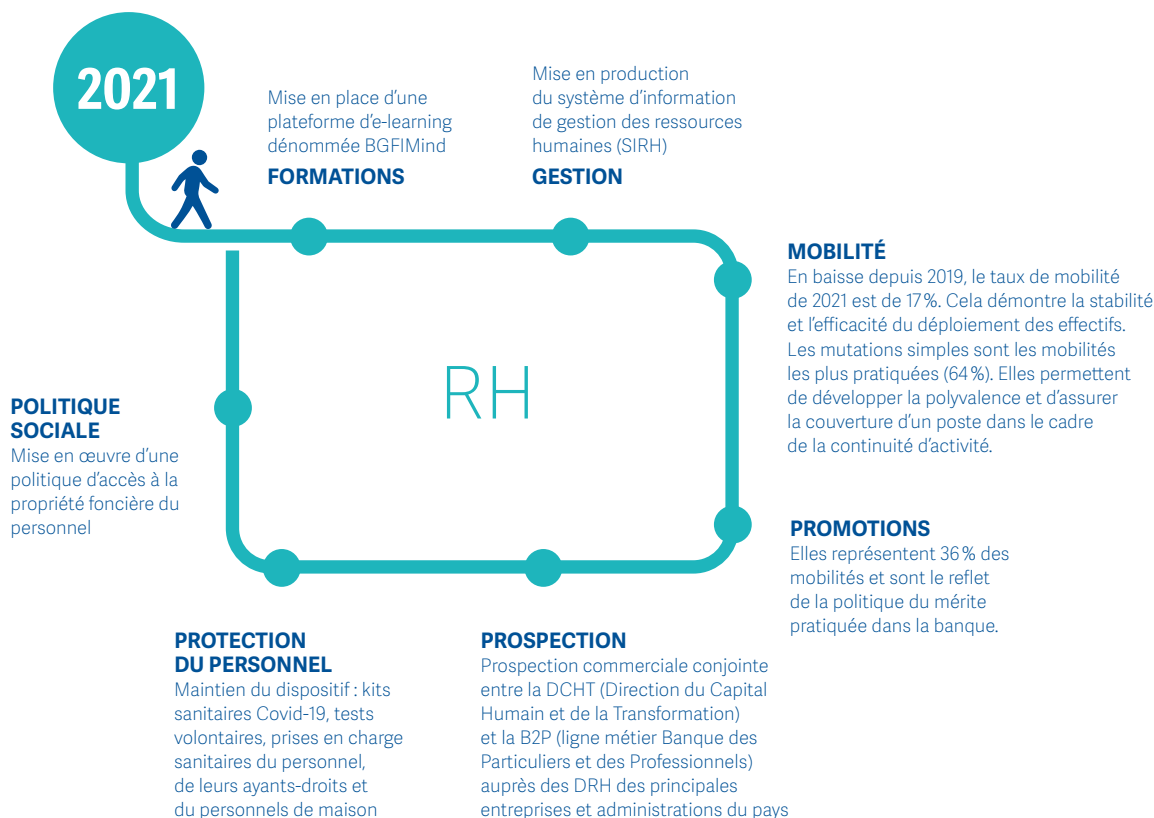 2021
Mise en place d'une
plateforme d'e-learning
dénommée BGFIMind
FORMATIONS
Mise en production
du système d'information
de gestion des ressources
humaines (SIRH)
GESTION
MOBILITÉ
En baisse depuis 2019, le taux de mobilité
de 2021 est de 17 %. Cela démontre la stabilité
et l'efficacité du déploiement des effectifs.
Les mutations simples sont les mobilités
les plus pratiquées (64 %). Elles permettent
de développer la polyvalence et d'assurer
la couverture d'un poste dans le cadre
de la continuité d'activité.
RH
PROMOTIONS
Elles représentent 36 % des
mobilités et sont le reflet
de la politique du mérite
pratiquée dans la banque.
PROSPECTION
Prospection commerciale conjointe
entre la DCHT (Direction du Capital
Humain et de la Transformation)
et la B2P (ligne métier Banque des
Particuliers et des Professionnels)
auprès des DRH des principales
entreprises et administrations du pays
PROTECTION
DU PERSONNEL
Maintien du dispositif : kits
sanitaires Covid-19, tests
volontaires, prises en charge
sanitaires du personnel,
de leurs ayants-droits et
du personnels de maison
POLITIQUE
SOCIALE
Mise en œuvre d'une
politique d'accès à la
propriété foncière du
personnel